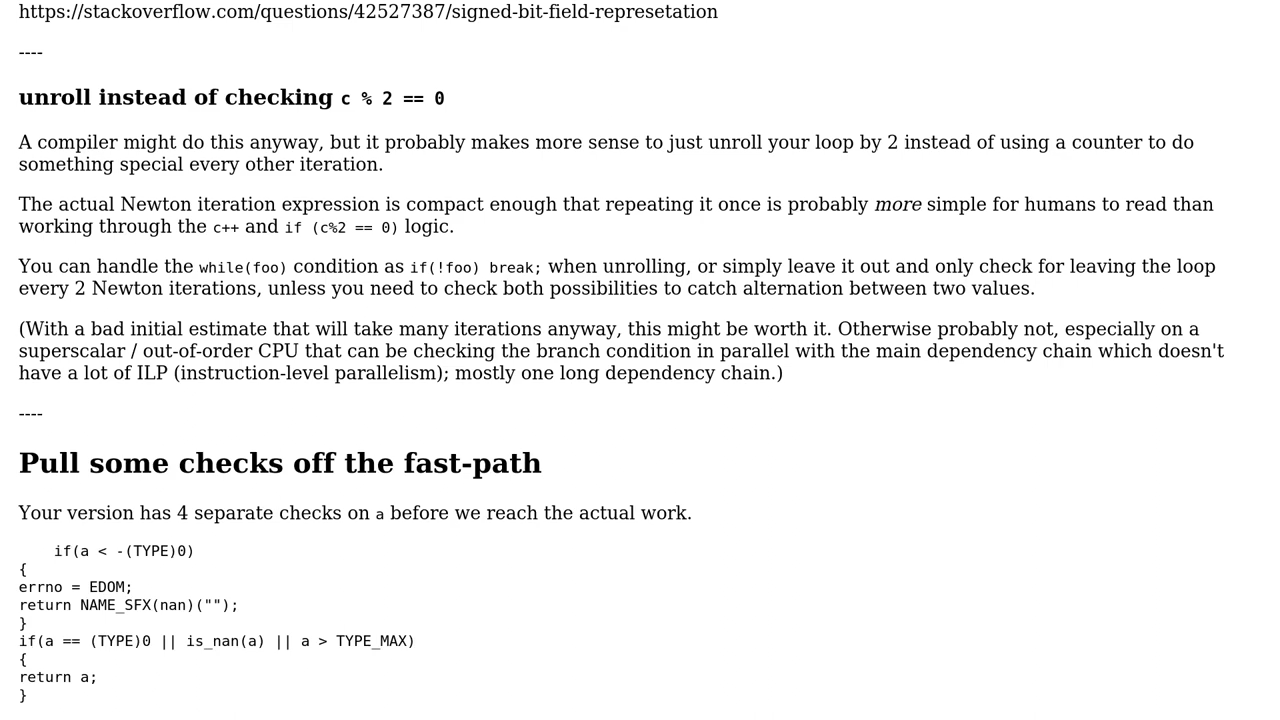 https://stackoverflow.com/questions/42527387/signed-bit-field-represetation
----
unroll instead of checking c % 2 == 0
A compiler might do this anyway, but it probably makes more sense to just unroll your loop by 2 instead of using a counter to do
something special every other iteration.
The actual Newton iteration expression is compact enough that repeating it once is probably more simple for humans to read than
working through the c++ and if (c%2 == 0) logic.
You can handle the while(foo) condition as if(!foo) break; when unrolling, or simply leave it out and only check for leaving the loop
every 2 Newton iterations, unless you need to check both possibilities to catch alternation between two values.
(With a bad initial estimate that will take many iterations anyway, this might be worth it. Otherwise probably not, especially on a
superscalar / out-of-order CPU that can be checking the branch condition in parallel with the main dependency chain which doesn't
have a lot of ILP (instruction-level parallelism); mostly one long dependency chain.)
----
Pull some checks off the fast-path
Your version has 4 separate checks on a before we reach the actual work.
    if(a < -(TYPE)0)
{
errno = EDOM;
return NAME_SFX(nan)("");
}
if(a == (TYPE)0 || is_nan(a) || a > TYPE_MAX)
{
return a;
}